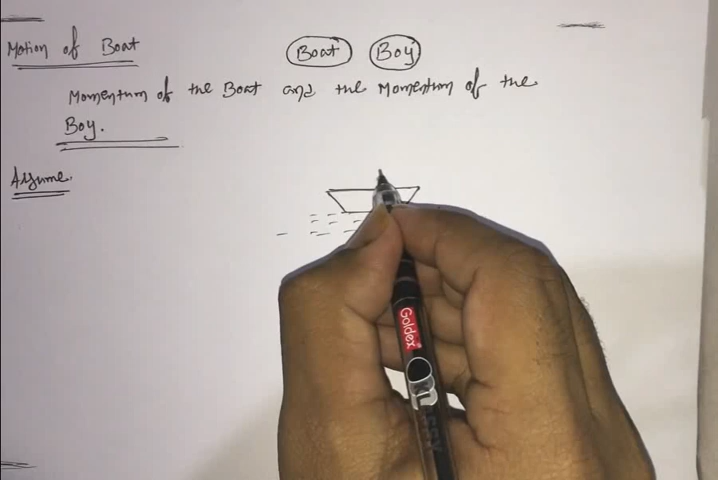 Motion of Boat Boat Boy
Momentum of the Boat and the Momentum of the
Boy.
Assume.
Goldex